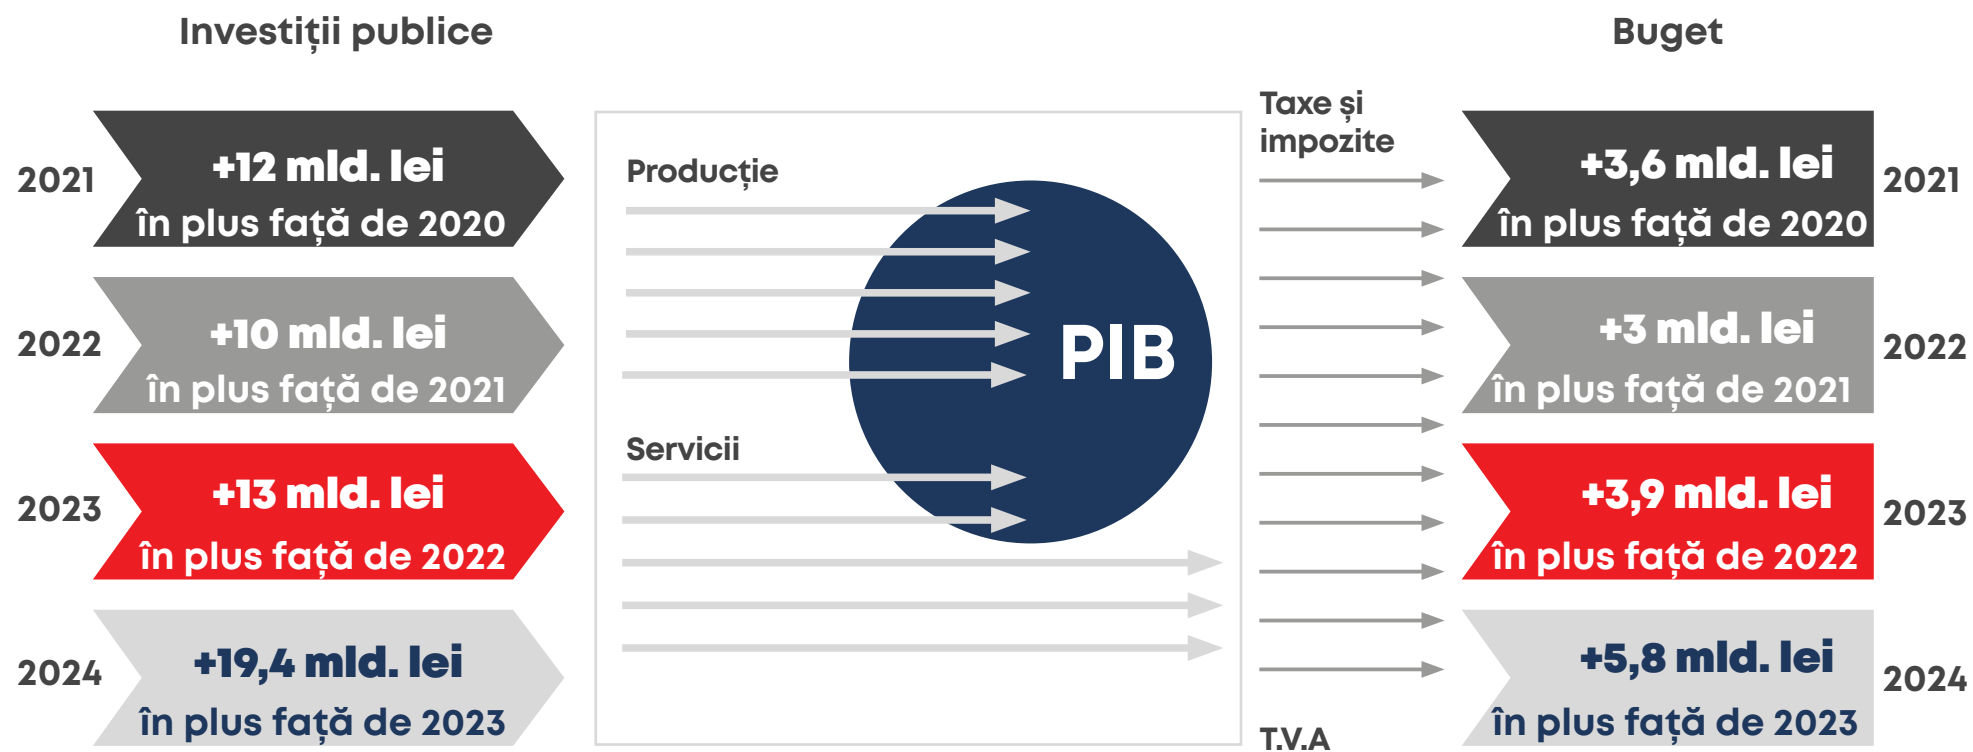 Investiții publice
Buget
2021
+12 mld. lei
în plus față de 2020
2022
+10 mld. lei
în plus față de 2021
2023
+13 mld. lei
în plus față de 2022
2024
+19,4 mld. lei
în plus față de 2023
Producție
PIB
Servicii
Taxe și
impozite
T.V.A
+3,6 mld. lei
în plus față de 2020
2021
+3 mld. lei
în plus față de 2021
2022
+3,9 mld. lei
în plus față de 2022
2023
+5,8 mld. lei
în plus față de 2023
2024